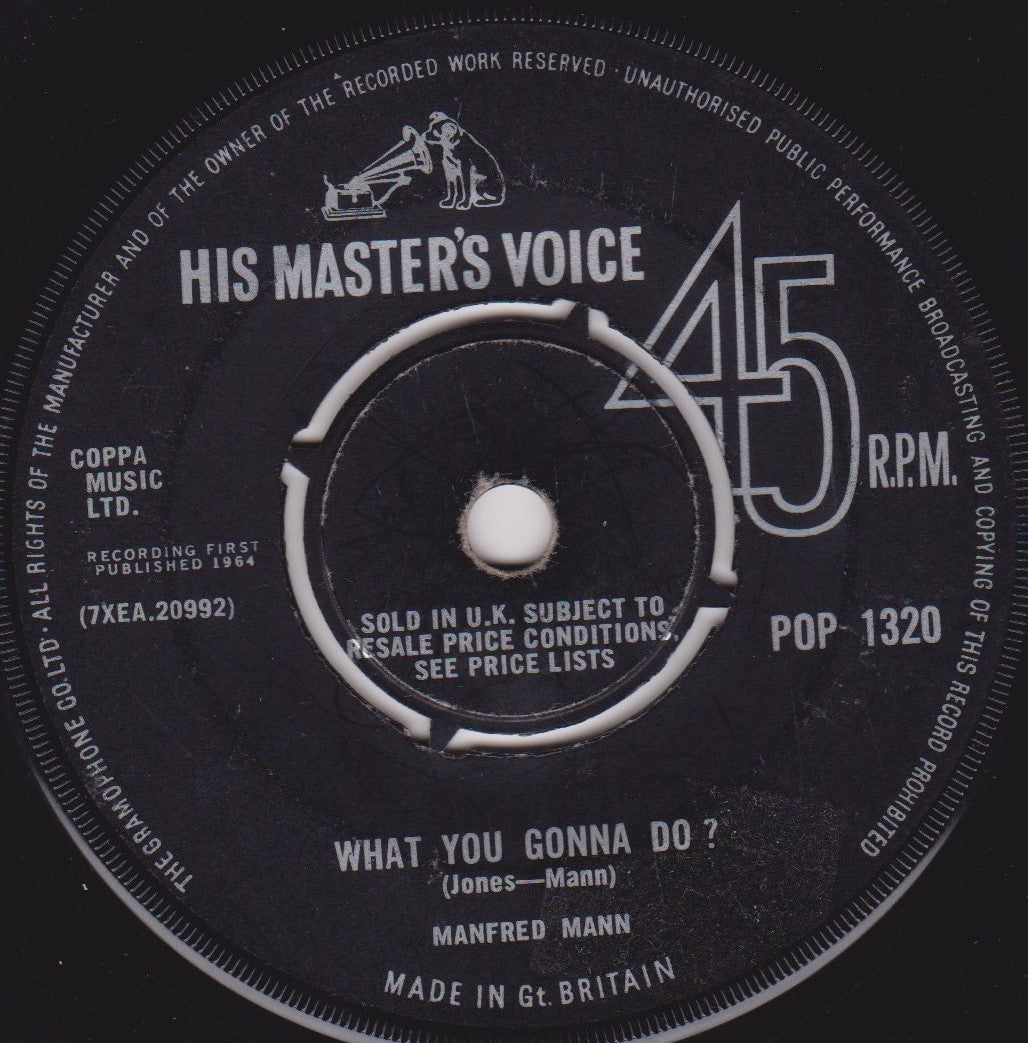 THE GRAMOPHONE CO. LTD. · ALL RIGHTS OF THE MANUFACTURER AND OF THE OWNER OF THE RECORDED WORK RESERVED · UNAUTHORISED PUBLIC PERFORMANCE BROADCASTING AND COPYING OF THIS RECORD PROHIBITED
HIS MASTER'S VOICE
45
R.P.M.
COPPA
MUSIC
LTD.
RECORDING FIRST
PUBLISHED 1964
(7XEA.20992)
SOLD IN U.K. SUBJECT TO
RESALE PRICE CONDITIONS.
SEE PRICE LISTS
POP 1320
WHAT YOU GONNA DO ?
(Jones—Mann)
MANFRED MANN
MADE IN Gt. BRITAIN